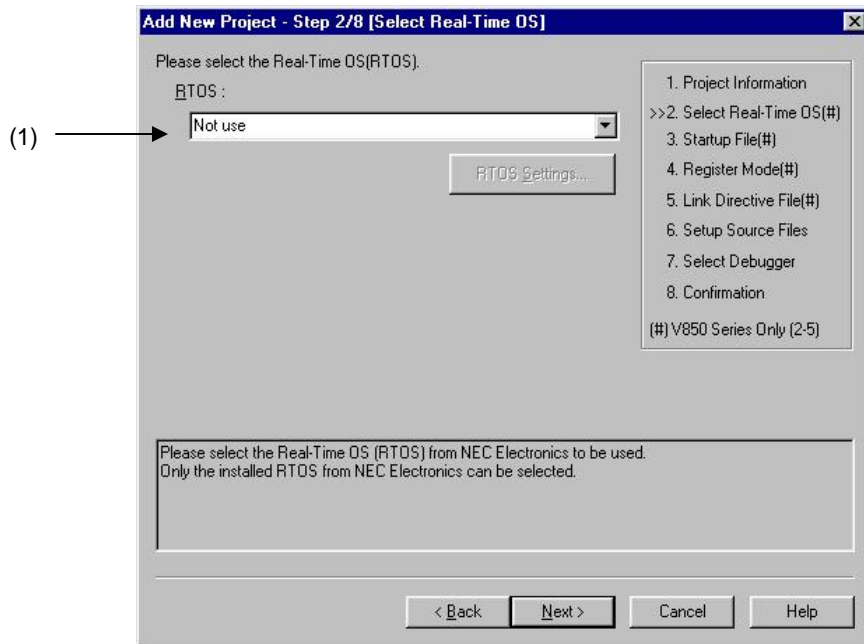 Add New Project - Step 2/8 [Select Real-Time OS]
Please select the Real-Time OS(RTOS).
RTOS :
(1)
Not use
RTOS Settings...
1. Project Information
>>2. Select Real-Time OS(#)
3. Startup File(#)
4. Register Mode(#)
5. Link Directive File(#)
6. Setup Source Files
7. Select Debugger
8. Confirmation
(#) V850 Series Only (2-5)
Please select the Real-Time OS (RTOS) from NEC Electronics to be used.
Only the installed RTOS from NEC Electronics can be selected.
< Back
Next >
Cancel
Help